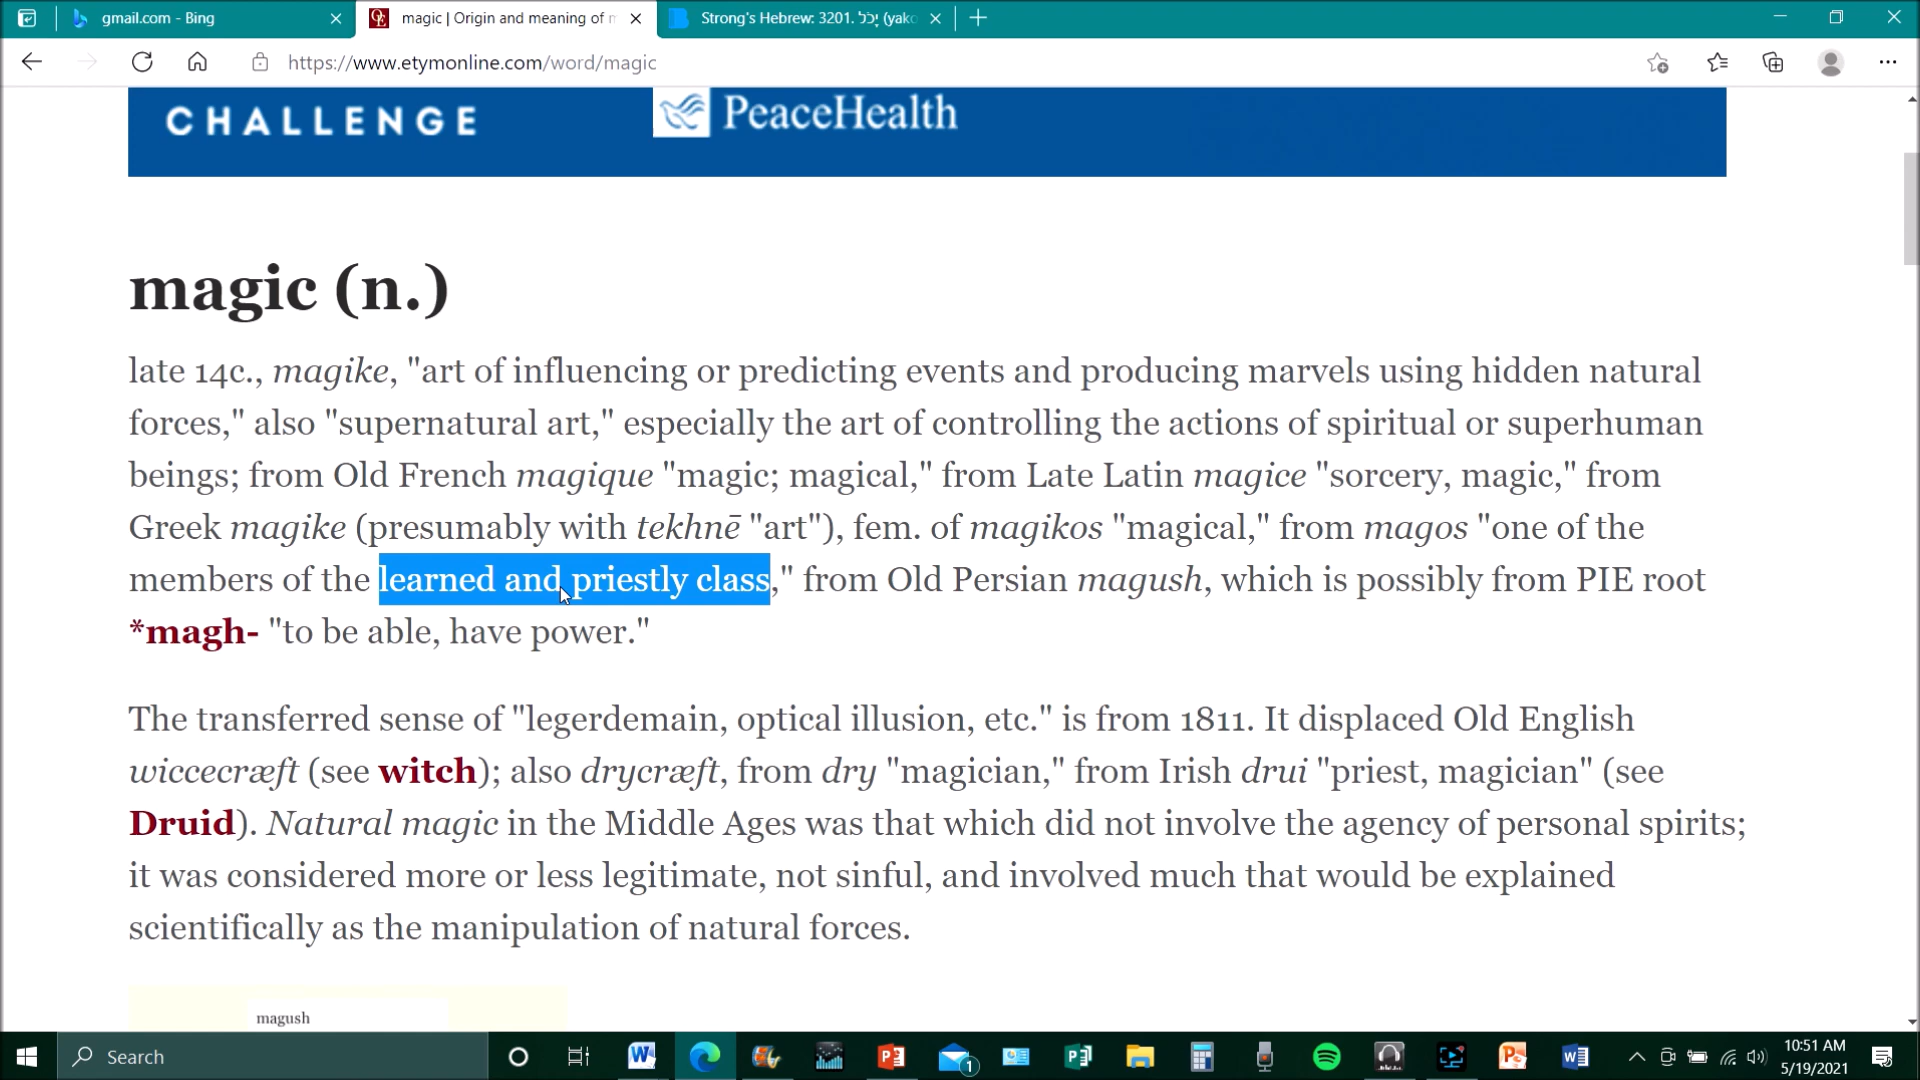 gmail.com - Bing
magic | Origin and meaning of m
Strong's Hebrew: 3201. יָכֹל (yako
https://www.etymonline.com/word/magic
CHALLENGE
PeaceHealth
magic (n.)
late 14c., magike, "art of influencing or predicting events and producing marvels using hidden natural
forces," also "supernatural art," especially the art of controlling the actions of spiritual or superhuman
beings; from Old French magique "magic; magical," from Late Latin magice "sorcery, magic," from
Greek magike (presumably with tekhnē "art"), fem. of magikos "magical," from magos "one of the
members of the learned and priestly class," from Old Persian magush, which is possibly from PIE root
*magh- "to be able, have power."
The transferred sense of "legerdemain, optical illusion, etc." is from 1811. It displaced Old English
wiccecræft (see witch); also drycræft, from dry "magician," from Irish drui "priest, magician" (see
Druid). Natural magic in the Middle Ages was that which did not involve the agency of personal spirits;
it was considered more or less legitimate, not sinful, and involved much that would be explained
scientifically as the manipulation of natural forces.
magush
Search
1
10:51 AM
5/19/2021